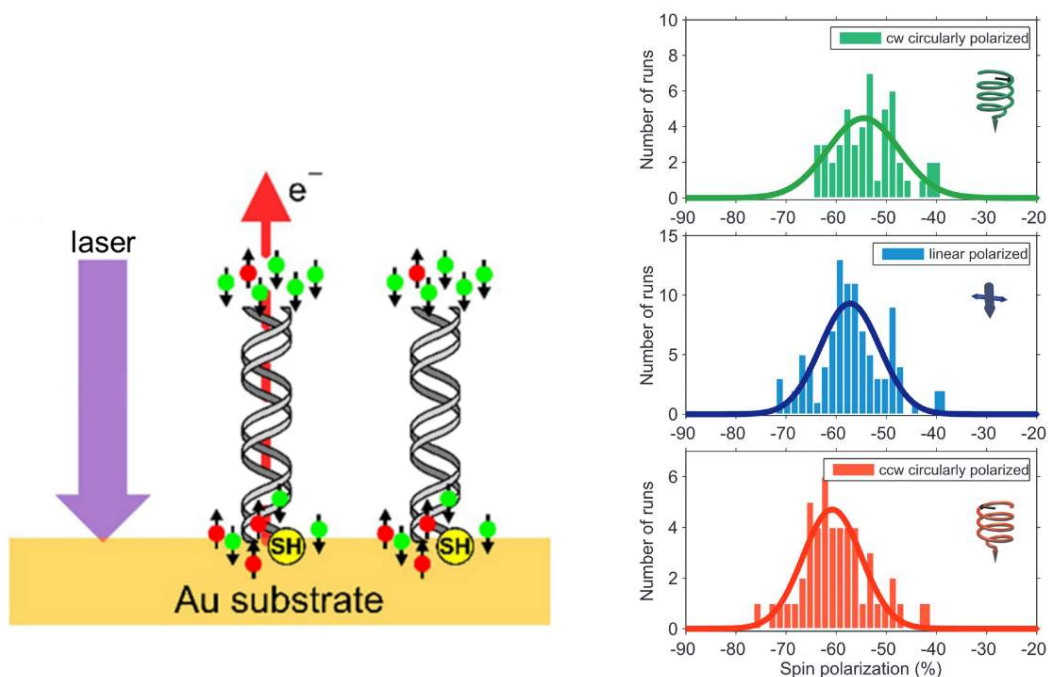 laser
e⁻
SH
SH
Au substrate
cw circularly polarized
Number of runs
10
8
6
4
2
0
-90 -80 -70 -60 -50 -40 -30 -20
linear polarized
Number of runs
15
10
5
0
-90 -80 -70 -60 -50 -40 -30 -20
ccw circularly polarized
Number of runs
6
4
2
0
-90 -80 -70 -60 -50 -40 -30 -20
Spin polarization (%)